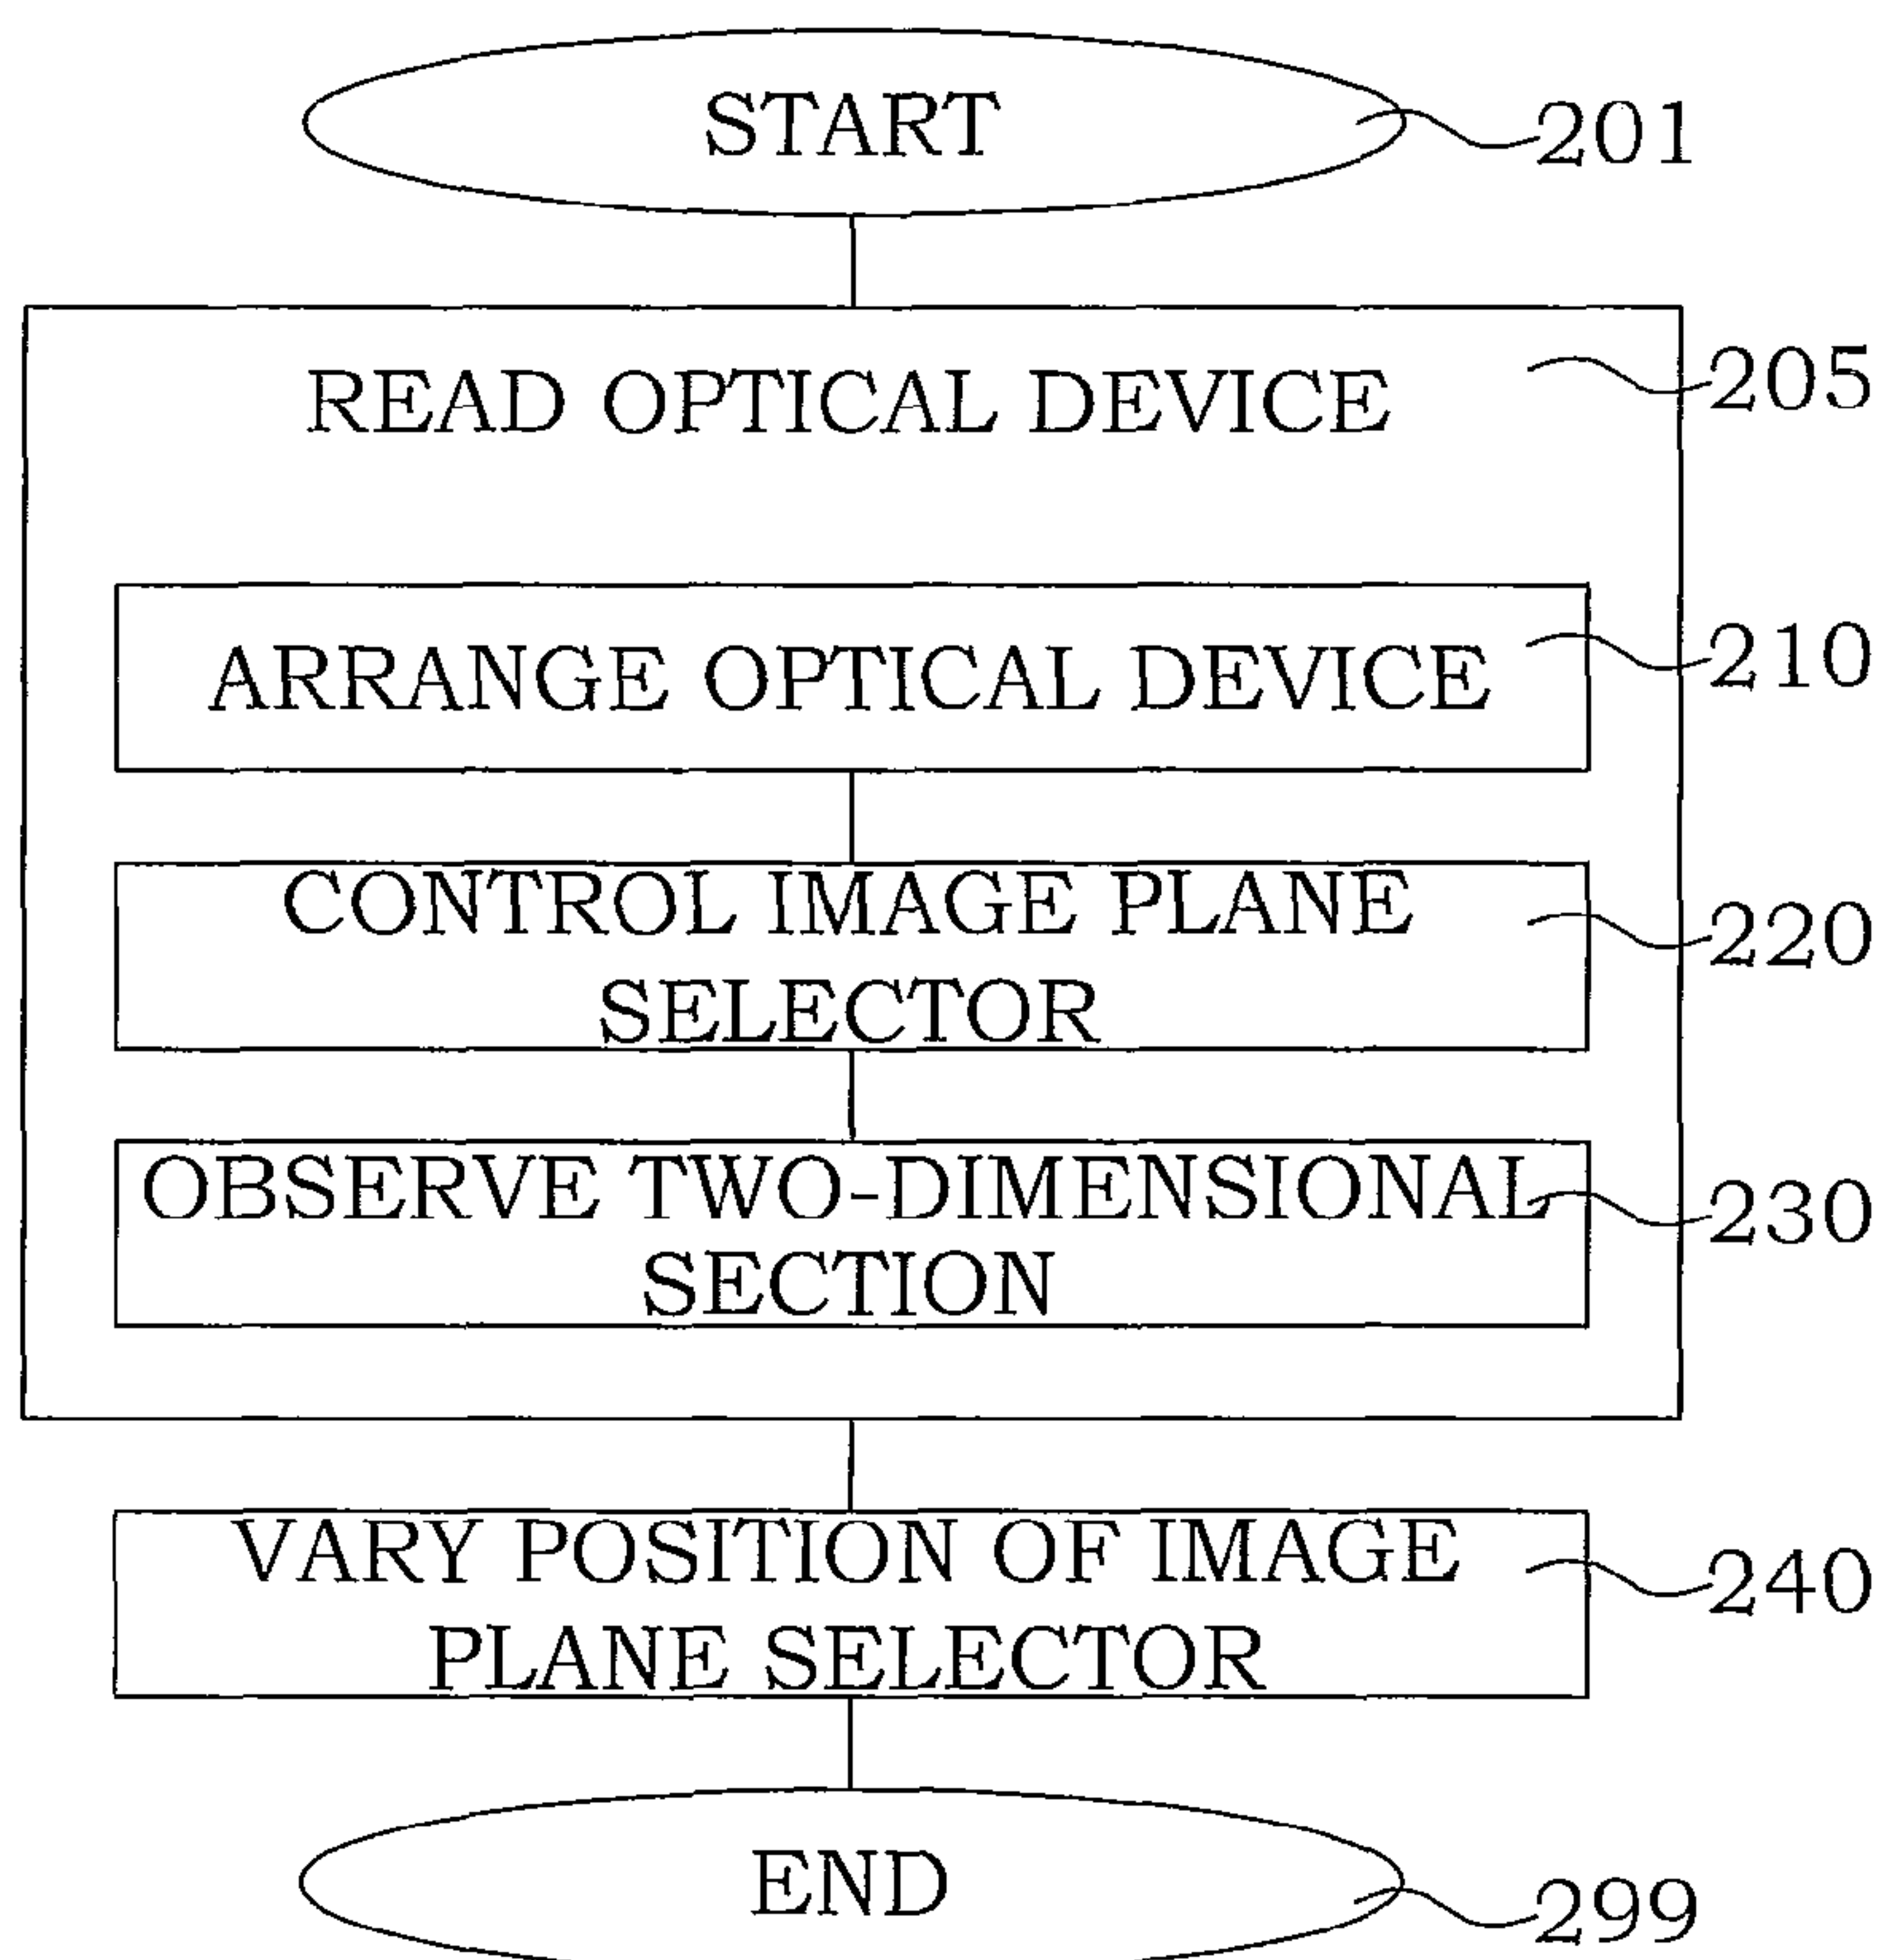 START
201
READ OPTICAL DEVICE
205
ARRANGE OPTICAL DEVICE
210
CONTROL IMAGE PLANE
SELECTOR
220
OBSERVE TWO-DIMENSIONAL
SECTION
230
VARY POSITION OF IMAGE
PLANE SELECTOR
240
END
299